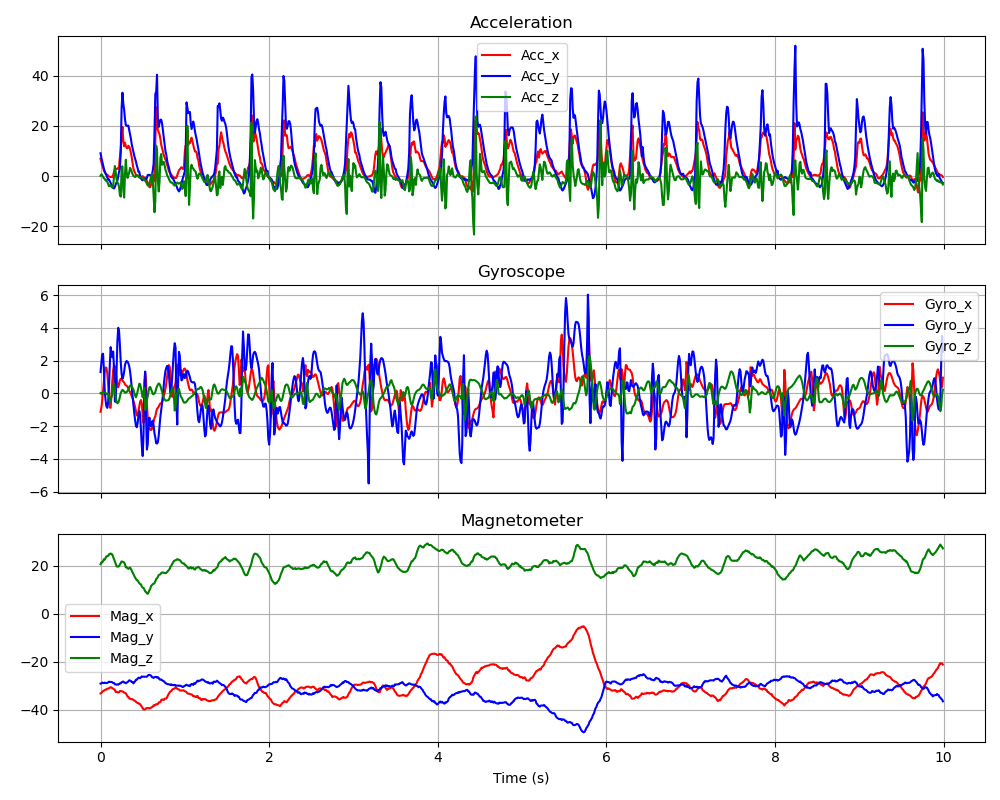 Acceleration
40
20
0
−20
Acc_x
Acc_y
Acc_z
Gyroscope
6
4
2
0
−2
−4
−6
Gyro_x
Gyro_y
Gyro_z
Magnetometer
20
0
−20
−40
Mag_x
Mag_y
Mag_z
0 2 4 6 8 10
Time (s)